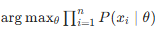 arg max_θ ∏_{i=1}^{n} P(x_i | θ)